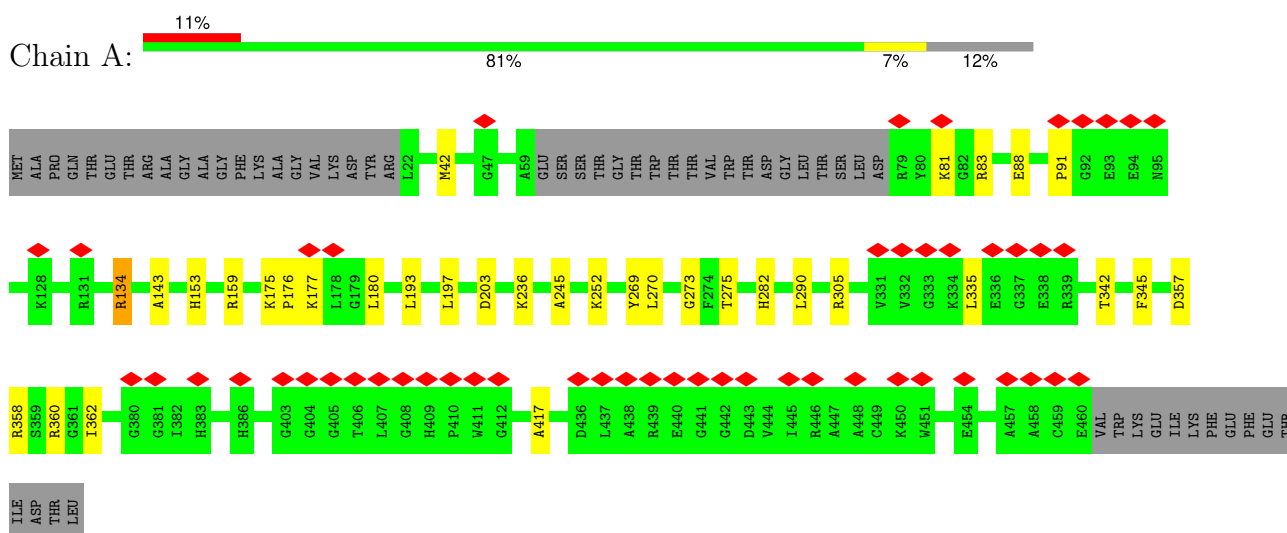 11%
Chain A:
81% 7% 12%
MET ALA PRO GLN THR GLU THR ARG ALA GLY ALA GLY PHE LYS ALA GLY VAL LYS ASP TYR ARG L22 M42 G47 A59 GLU SER SER THR GLY THR TRP THR THR VAL TRP THR ASP GLY LEU THR SER LEU ASP R79 Y80 K81 G82 R83 E88 P91 G92 E93 E94 N95
K128 R131 R134 A143 H153 R159 K175 P176 K177 L178 G179 L180 L193 L197 D203 K236 A245 K252 Y269 L270 G273 F274 T275 H282 L290 R305 V331 V332 G333 K334 L335 E336 G337 E338 R339 T342 F345 D357
R358 S359 R360 G361 I362 G380 G381 I382 H383 H386 G403 G404 G405 T406 L407 G408 H409 P410 W411 G412 A417 D436 L437 A438 R439 E440 G441 G442 D443 V444 I445 R446 A447 A448 C449 K450 W451 E454 A457 A458 C459 E460 VAL TRP LYS GLU ILE LYS PHE GLU PHE GLU THR
ILE ASP THR LEU